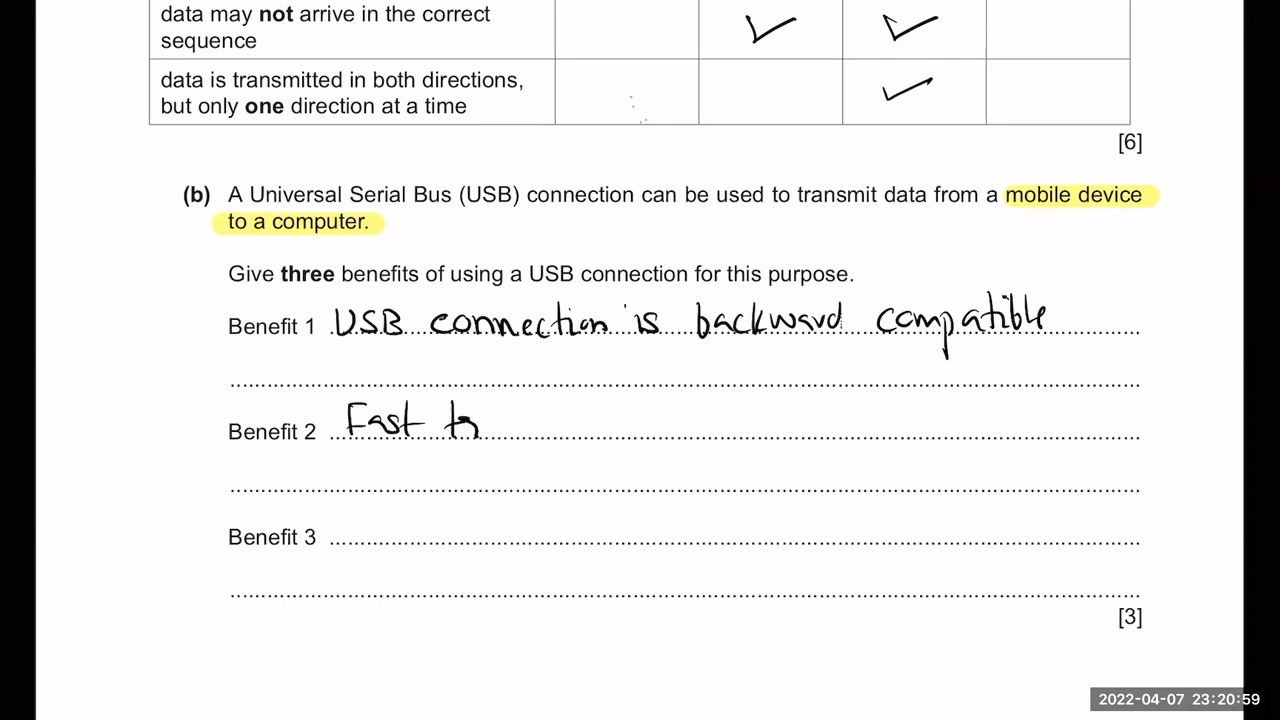 data may not arrive in the correct
sequence
data is transmitted in both directions,
but only one direction at a time
[6]
(b) A Universal Serial Bus (USB) connection can be used to transmit data from a mobile device
to a computer.
Give three benefits of using a USB connection for this purpose.
Benefit 1 USB connection is backward compatible
Benefit 2 Fast tr
Benefit 3
[3]
2022-04-07 23:20:59